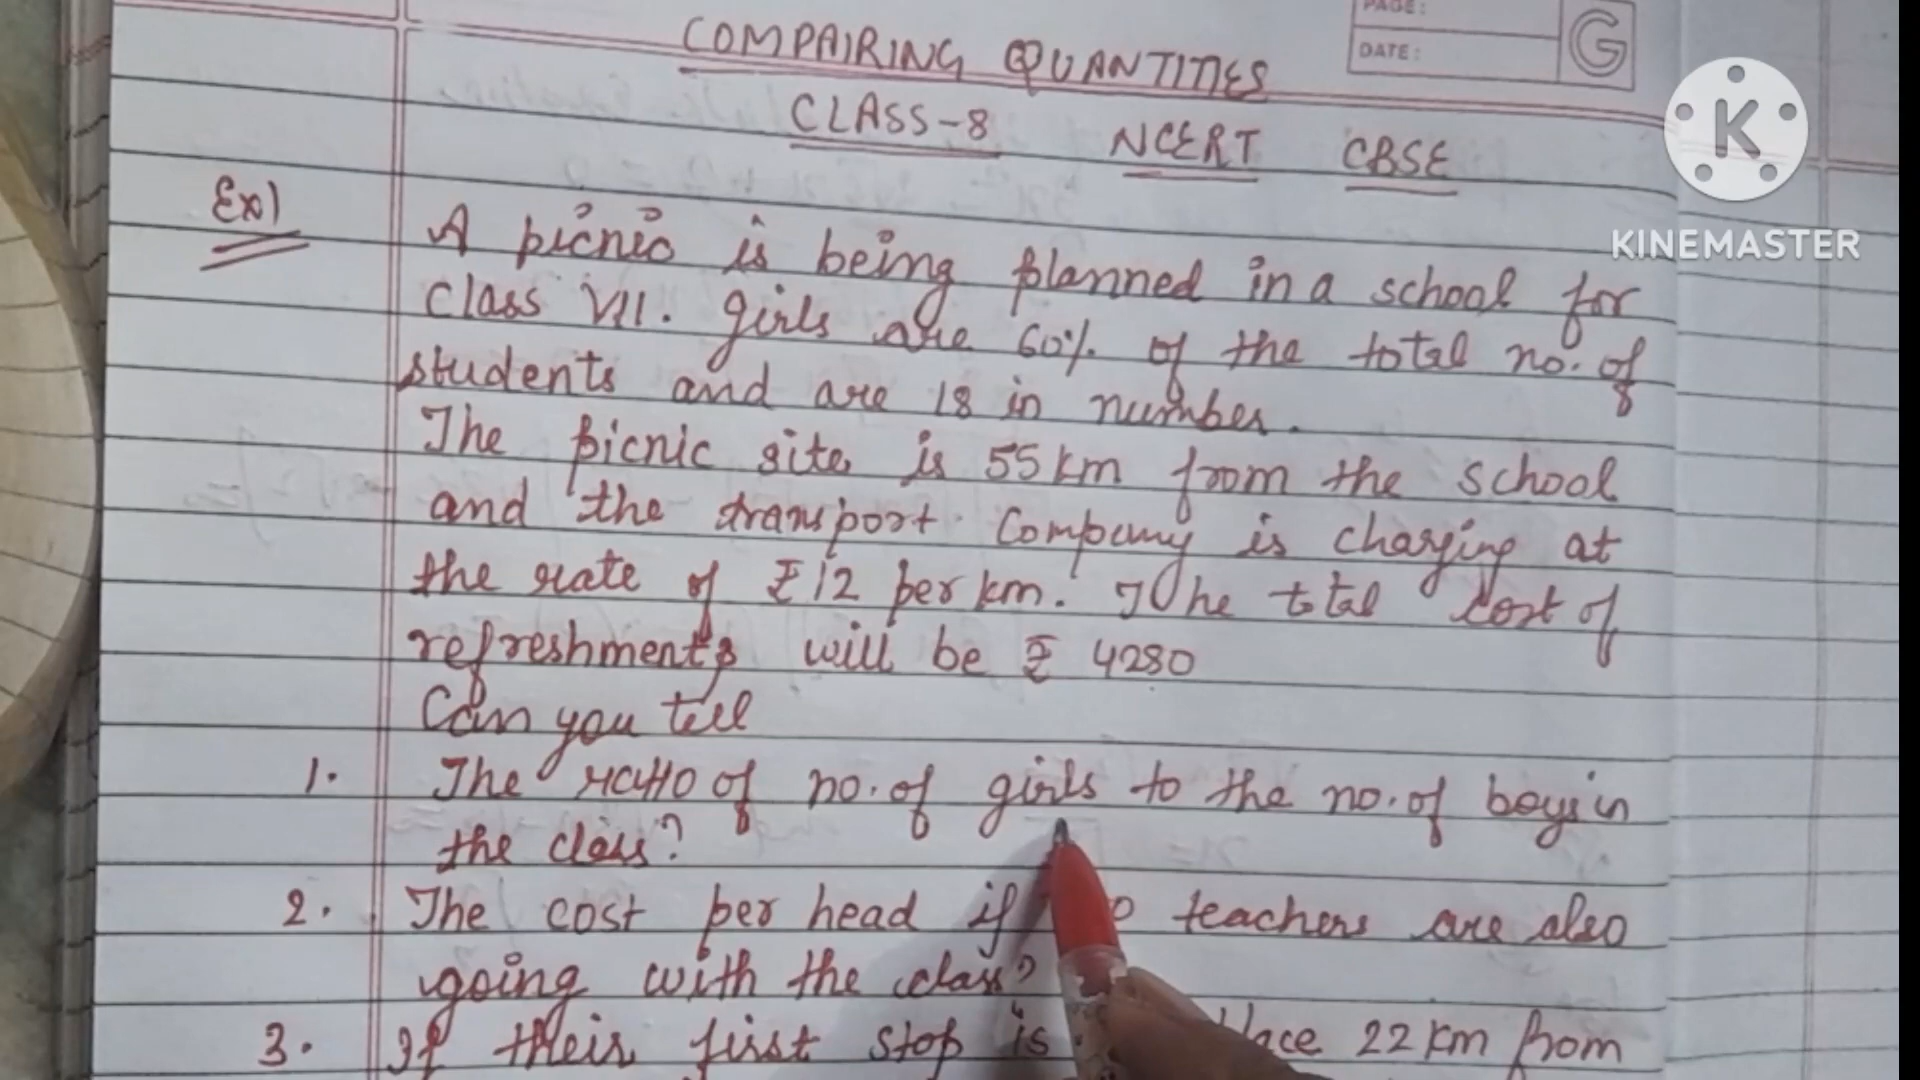 PAGE:
DATE:
G
K
KINEMASTER
COMPAIRING QUANTITIES
CLASS-8 NCERT CBSE
Ex1 A picnic is being planned in a school for
Class VII. girls are 60% of the total no. of
students and are 18 in number.
The picnic site is 55 km from the school
and the transport Company is charging at
the rate of ₹ 12 per km. The total cost of
refreshments will be ₹ 4280
Can you tell
1. The ratio of no. of girls to the no. of boys in
the class?
2. The cost per head if teachers are also
going with the class?
3. If their first stop is 22 km from